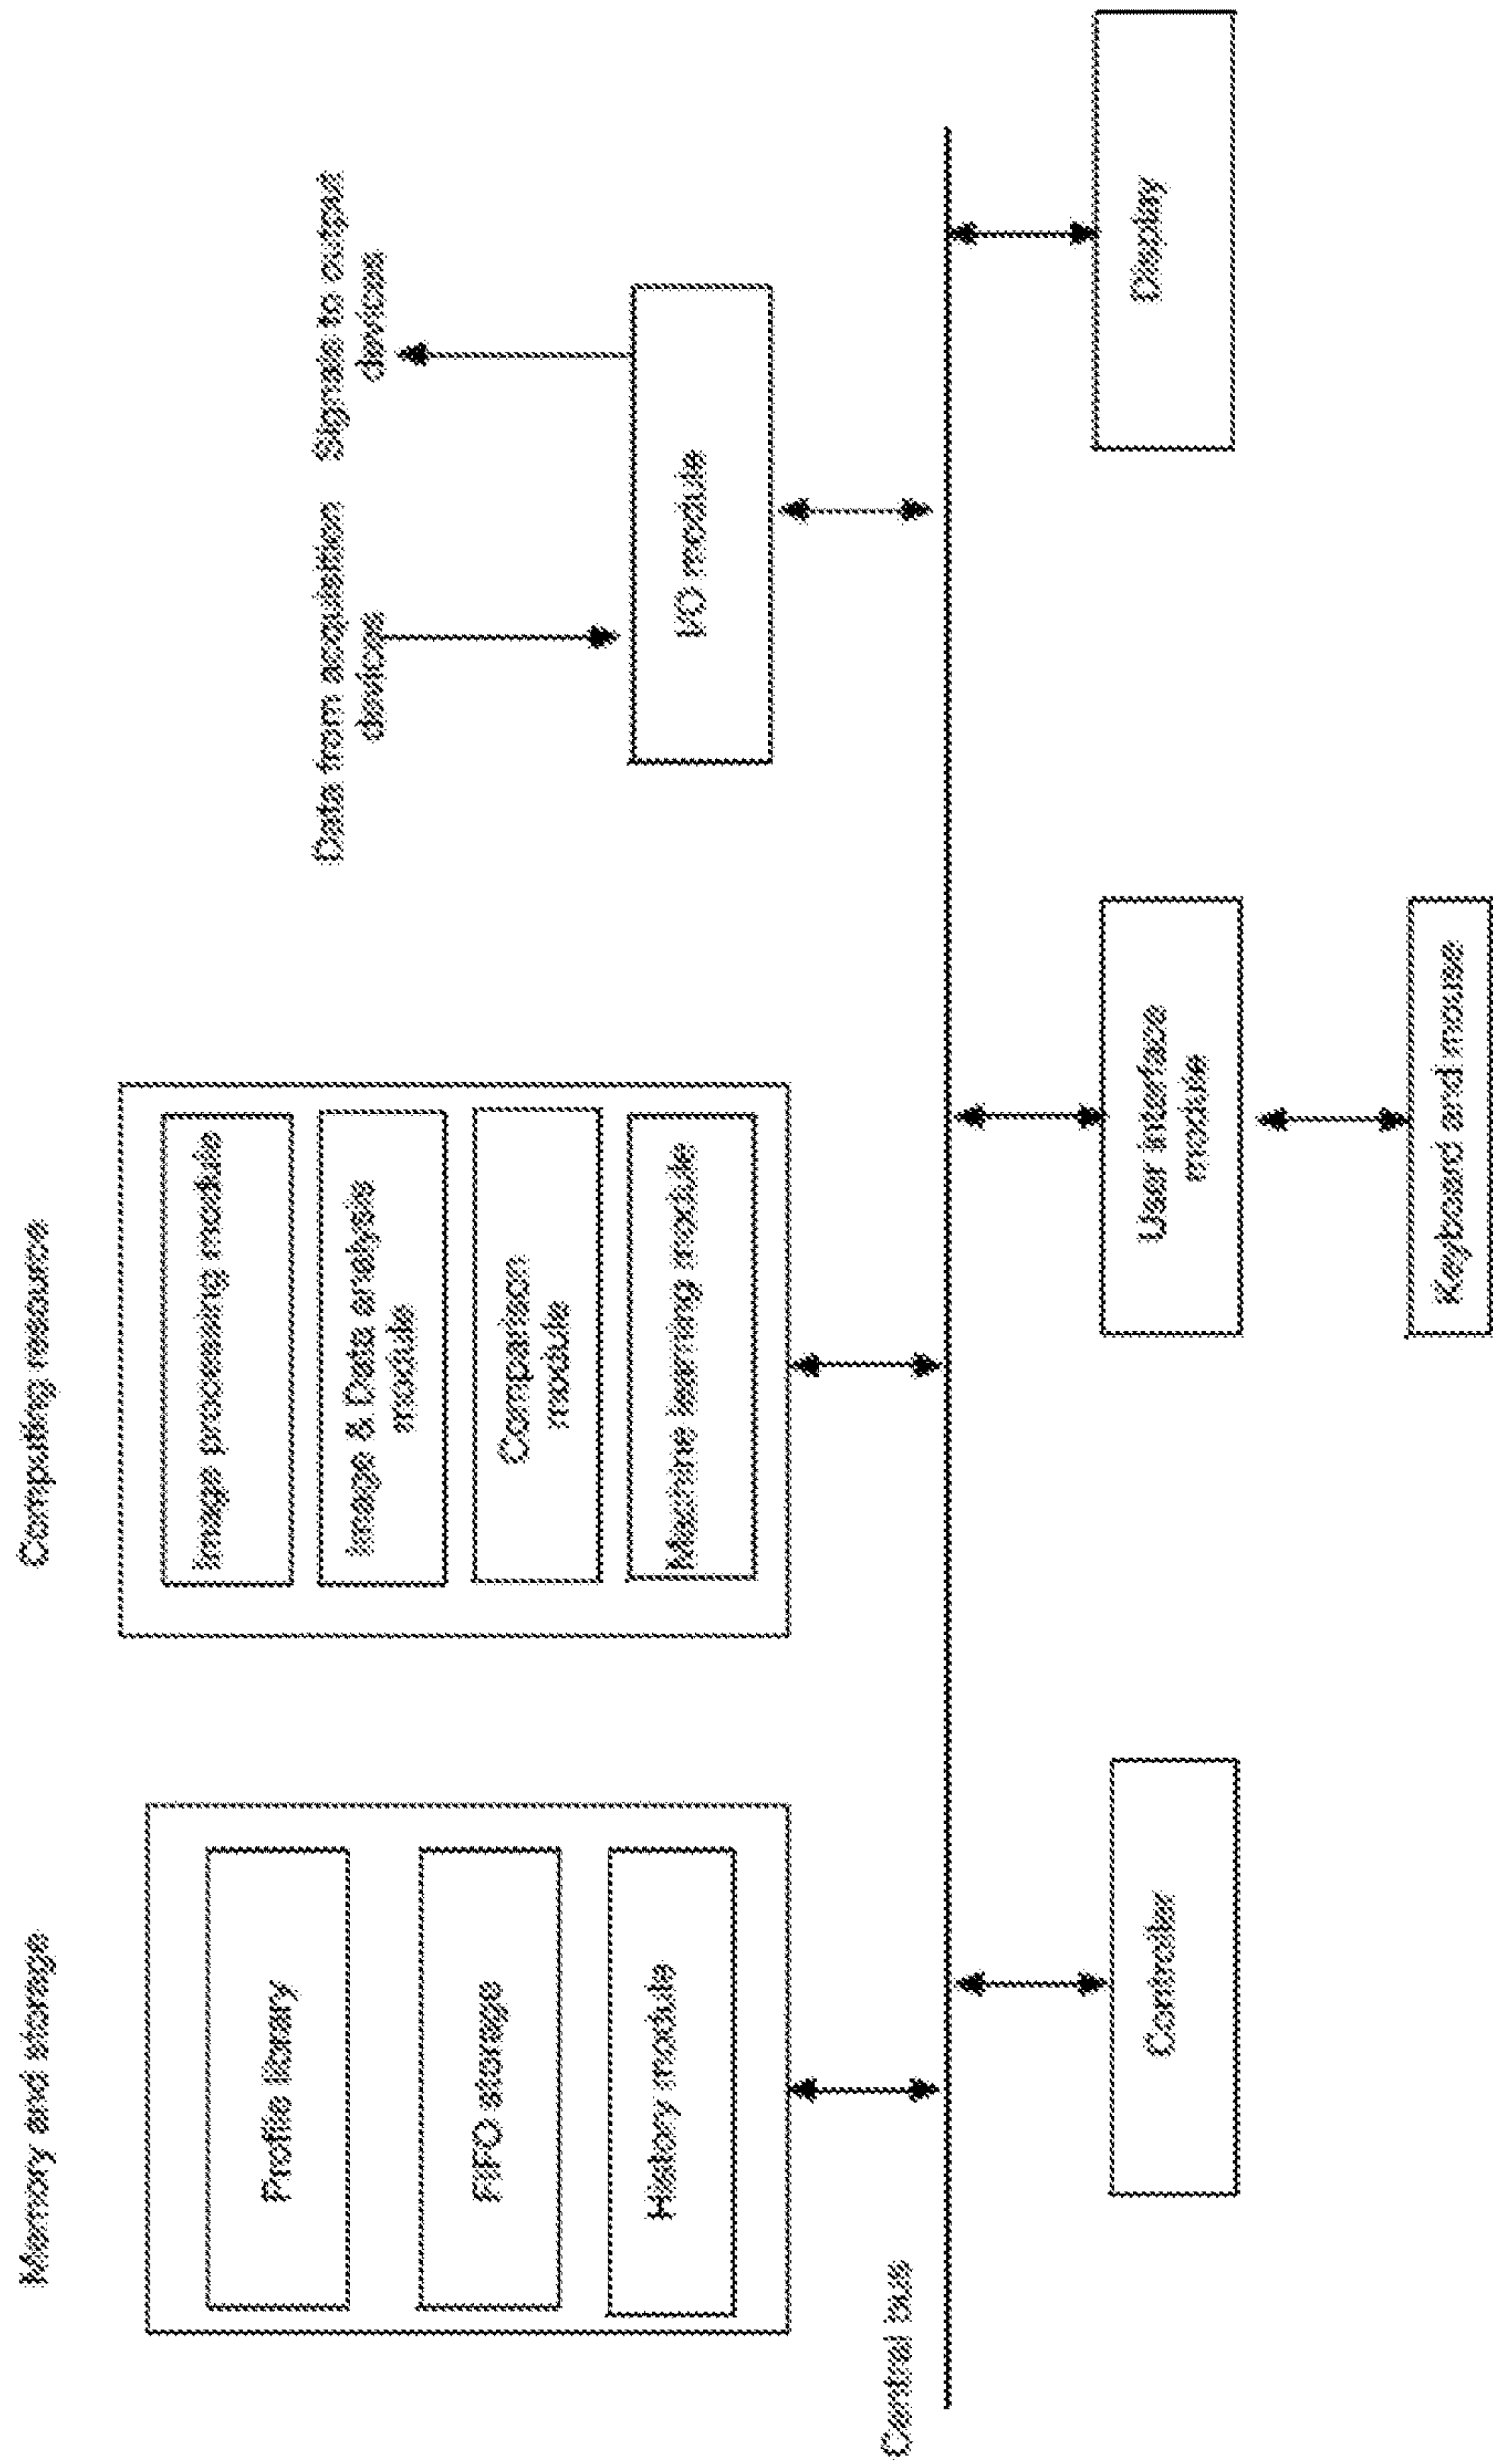 Memory and storage
Profile library
FIFO storage
History module
Computing resource
Image processing module
Image & Data analysis
module
Comparison
module
Machine learning module
Data from acquisition
devices
Signals to output
devices
I/O module
Central bus
Controller
User interface
module
Keyboard and mouse
Display